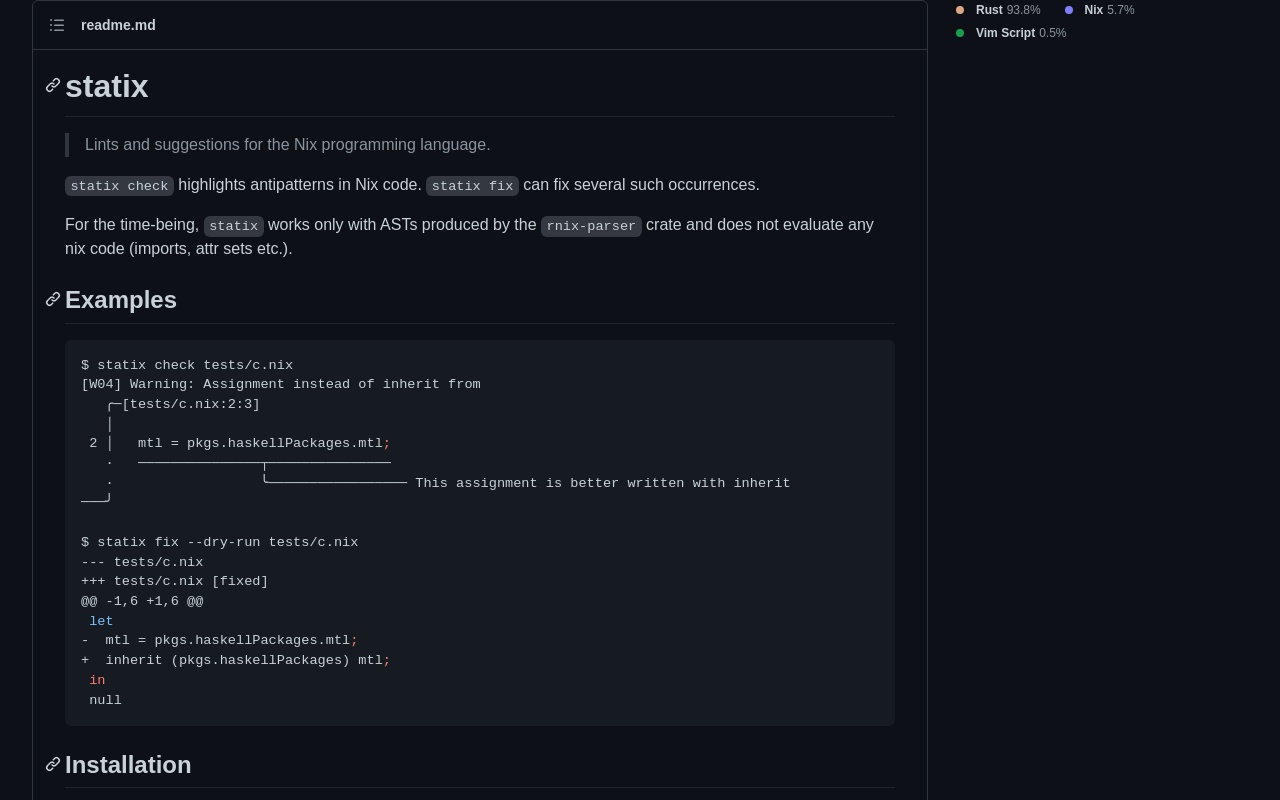 readme.md
Rust 93.8% Nix 5.7%
Vim Script 0.5%
statix
Lints and suggestions for the Nix programming language.
statix check highlights antipatterns in Nix code. statix fix can fix several such occurrences.
For the time-being, statix works only with ASTs produced by the rnix-parser crate and does not evaluate any
nix code (imports, attr sets etc.).
Examples
$ statix check tests/c.nix
[W04] Warning: Assignment instead of inherit from
   ╭─[tests/c.nix:2:3]
   │
 2 │   mtl = pkgs.haskellPackages.mtl;
   ·   ───────────────┬───────────────
   ·                  ╰───────────────── This assignment is better written with inherit
───╯
$ statix fix --dry-run tests/c.nix
--- tests/c.nix
+++ tests/c.nix [fixed]
@@ -1,6 +1,6 @@
 let
-  mtl = pkgs.haskellPackages.mtl;
+  inherit (pkgs.haskellPackages) mtl;
 in
 null
Installation